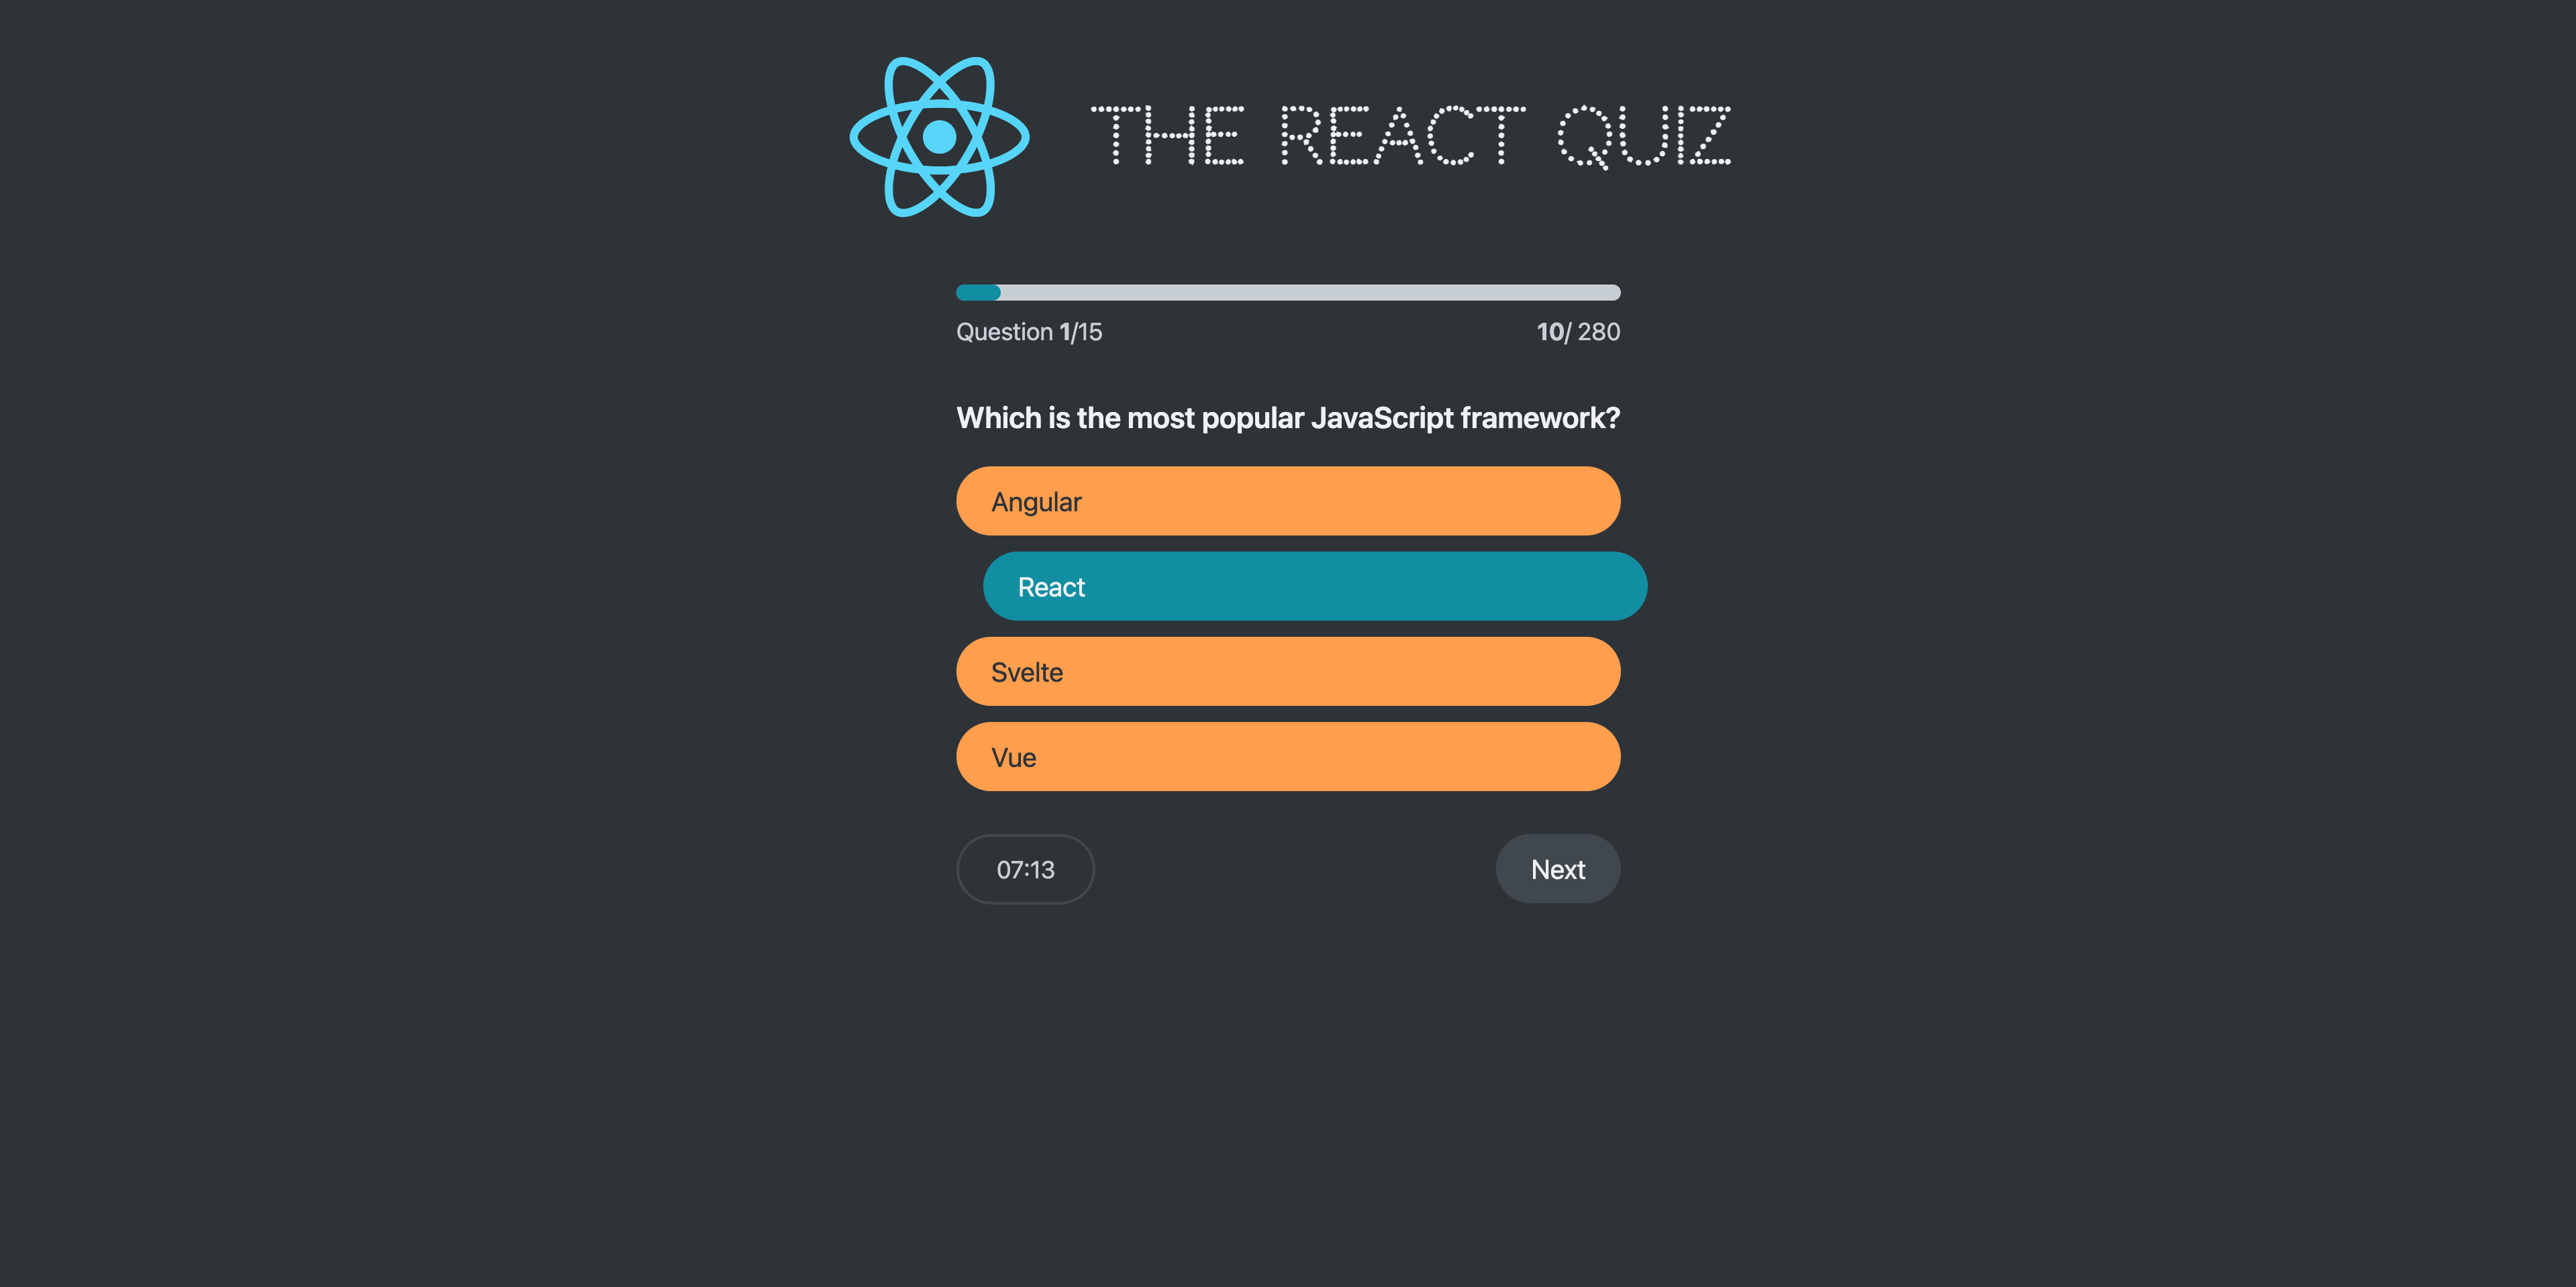 THE REACT QUIZ
Question 1/15
10/ 280
Which is the most popular JavaScript framework?
Angular
React
Svelte
Vue
07:13
Next